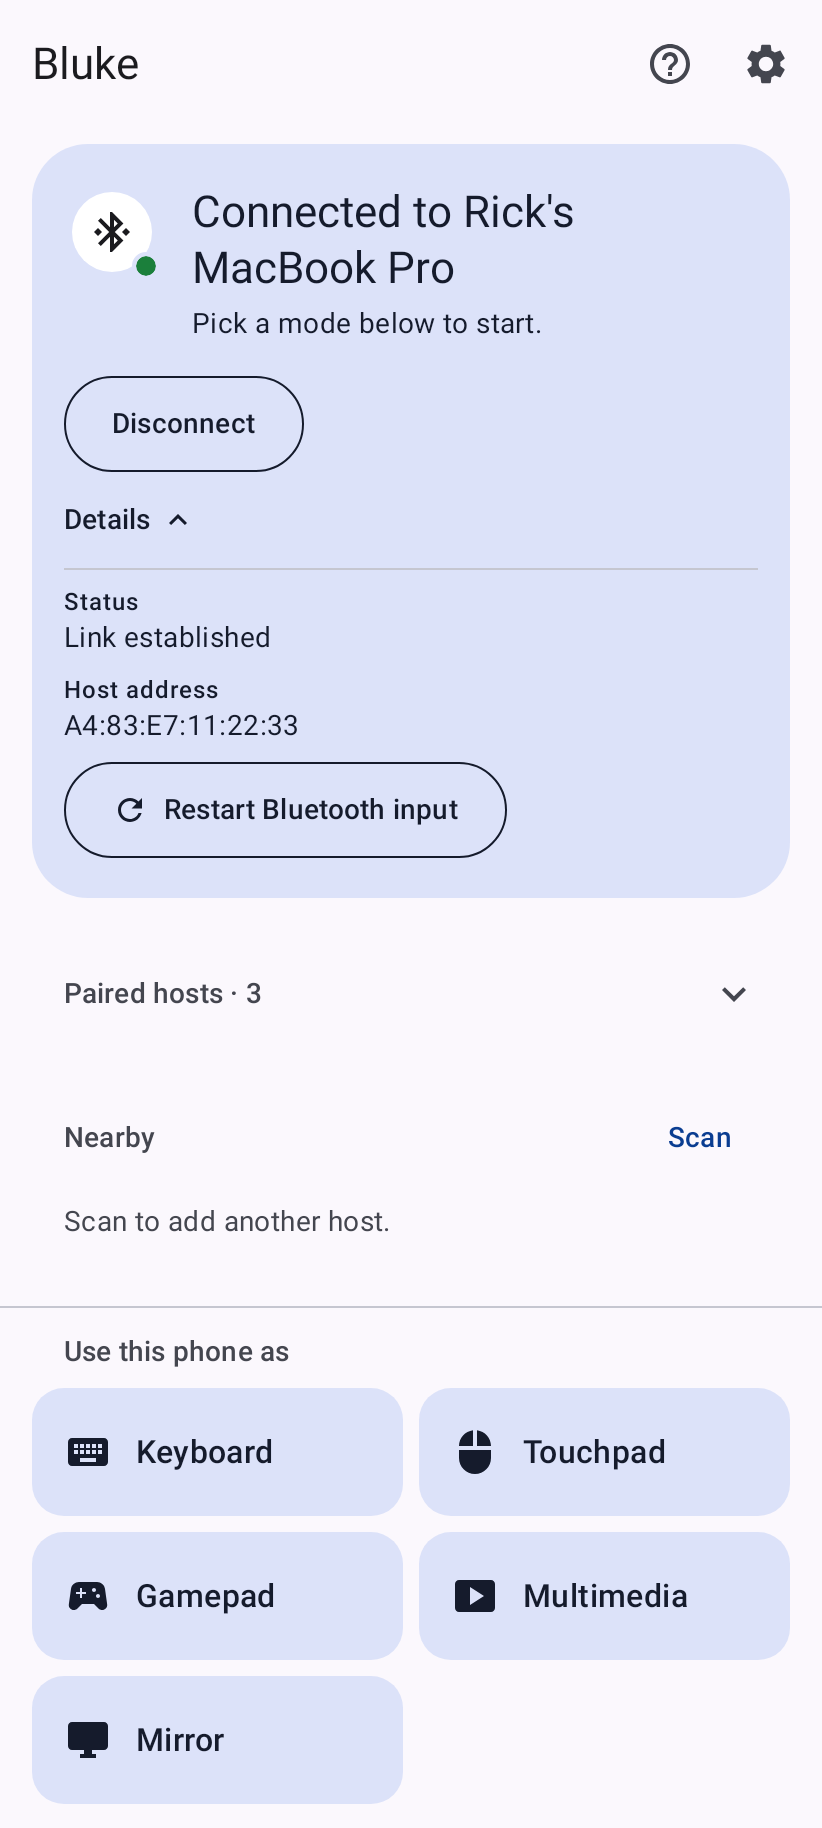 Bluke
Connected to Rick's
MacBook Pro
Pick a mode below to start.
Disconnect
Details
Status
Link established
Host address
A4:83:E7:11:22:33
Restart Bluetooth input
Paired hosts · 3
Nearby
Scan
Scan to add another host.
Use this phone as
Keyboard
Touchpad
Gamepad
Multimedia
Mirror